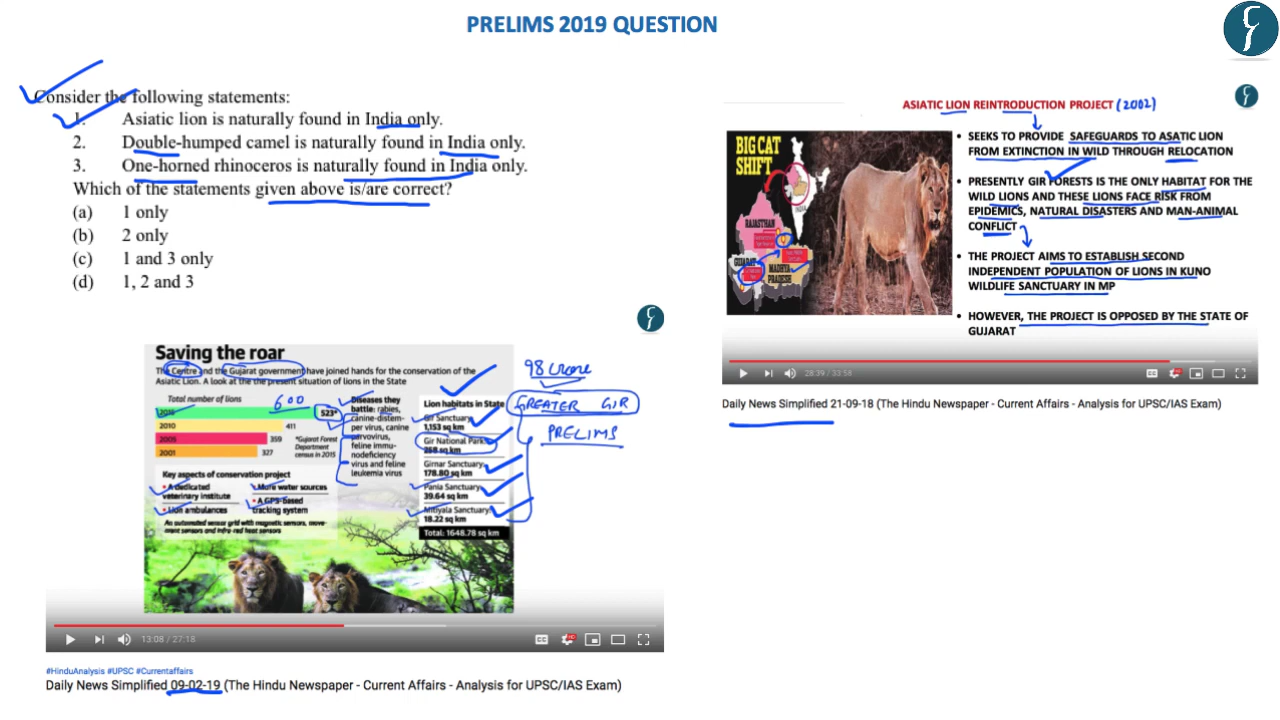 PRELIMS 2019 QUESTION
Consider the following statements:
1. Asiatic lion is naturally found in India only.
2. Double-humped camel is naturally found in India only.
3. One-horned rhinoceros is naturally found in India only.
Which of the statements given above is/are correct?
(a) 1 only
(b) 2 only
(c) 1 and 3 only
(d) 1, 2 and 3
Saving the roar
The Centre and the Gujarat government have joined hands for the conservation of the
Asiatic Lion. A look at the the present situation of lions in the State
Total number of lions
600
2015 523*
2010 411
2005 359
2001 327
*Gujarat Forest
Department
census in 2015
Diseases they
battle: rabies,
canine-distem-
per virus, canine
parvovirus,
feline immu-
nodeficiency
virus and feline
leukemia virus
Lion habitats in State
Gir Sanctuary
1,153 sq km
Gir National Park
258 sq km
Girnar Sanctuary
178.80 sq km
Pania Sanctuary
39.64 sq km
Mitiyala Sanctuary
18.22 sq km
Total: 1648.78 sq km
98 crore
GREATER GIR
PRELIMS
Key aspects of conservation project
• A dedicated
veterinary institute
• Lion ambulances
• More water sources
• A GPS-based
tracking system
An automated sensor grid with magnetic sensors, move-
ment sensors and infra-red heat sensors
13:08 / 27:18
CC
HD
#HinduAnalysis #UPSC #Currentaffairs
Daily News Simplified 09-02-19 (The Hindu Newspaper - Current Affairs - Analysis for UPSC/IAS Exam)
ASIATIC LION REINTRODUCTION PROJECT (2002)
BIG CAT
SHIFT
INDIA
RAJASTHAN
GUJARAT
MADHYA
PRADESH
• SEEKS TO PROVIDE SAFEGUARDS TO ASATIC LION
FROM EXTINCTION IN WILD THROUGH RELOCATION
• PRESENTLY GIR FORESTS IS THE ONLY HABITAT FOR THE
WILD LIONS AND THESE LIONS FACE RISK FROM
EPIDEMICS, NATURAL DISASTERS AND MAN-ANIMAL
CONFLICT
• THE PROJECT AIMS TO ESTABLISH SECOND
INDEPENDENT POPULATION OF LIONS IN KUNO
WILDLIFE SANCTUARY IN MP
• HOWEVER, THE PROJECT IS OPPOSED BY THE STATE OF
GUJARAT
28:39 / 33:58
CC
HD
Daily News Simplified 21-09-18 (The Hindu Newspaper - Current Affairs - Analysis for UPSC/IAS Exam)